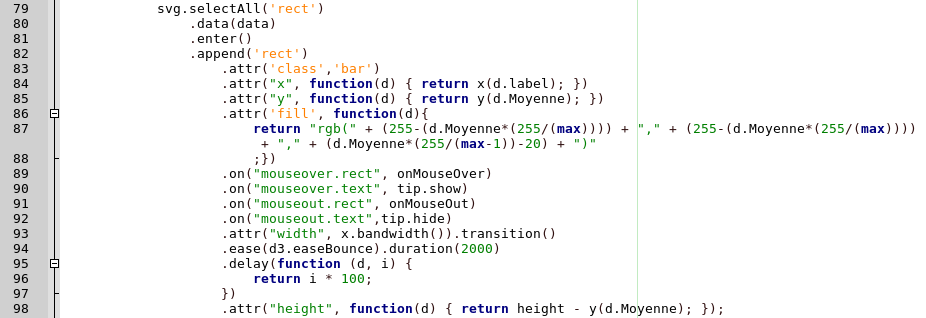 79            svg.selectAll('rect')
80                .data(data)
81                .enter()
82                .append('rect')
83                    .attr('class','bar')
84                    .attr("x", function(d) { return x(d.label); })
85                    .attr("y", function(d) { return y(d.Moyenne); })
86                    .attr('fill', function(d){
87                        return "rgb(" + (255-(d.Moyenne*(255/(max)))) + "," + (255-(d.Moyenne*(255/(max))))
                         + "," + (d.Moyenne*(255/(max-1))-20) + ")"
88                        ;})
89                    .on("mouseover.rect", onMouseOver)
90                    .on("mouseover.text", tip.show)
91                    .on("mouseout.rect", onMouseOut)
92                    .on("mouseout.text",tip.hide)
93                    .attr("width", x.bandwidth()).transition()
94                    .ease(d3.easeBounce).duration(2000)
95                    .delay(function (d, i) {
96                        return i * 100;
97                    })
98                    .attr("height", function(d) { return height - y(d.Moyenne); });